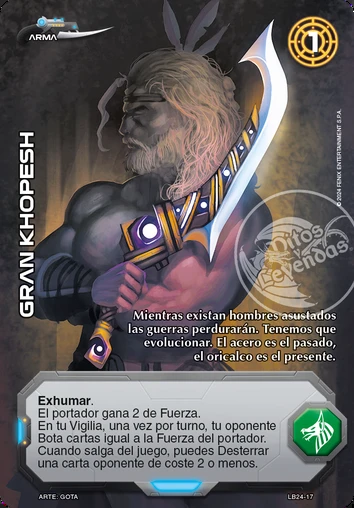 ARMA
1
GRAN KHOPESH
© 2024 FENIX ENTERTAINMENT S.P.A.
Mitos
y
Leyendas
Mientras existan hombres asustados
las guerras perdurarán. Tenemos que
evolucionar. El acero es el pasado,
el oricalco es el presente.
Exhumar.
El portador gana 2 de Fuerza.
En tu Vigilia, una vez por turno, tu oponente
Bota cartas igual a la Fuerza del portador.
Cuando salga del juego, puedes Desterrar
una carta oponente de coste 2 o menos.
ARTE: GOTA
LB24-17